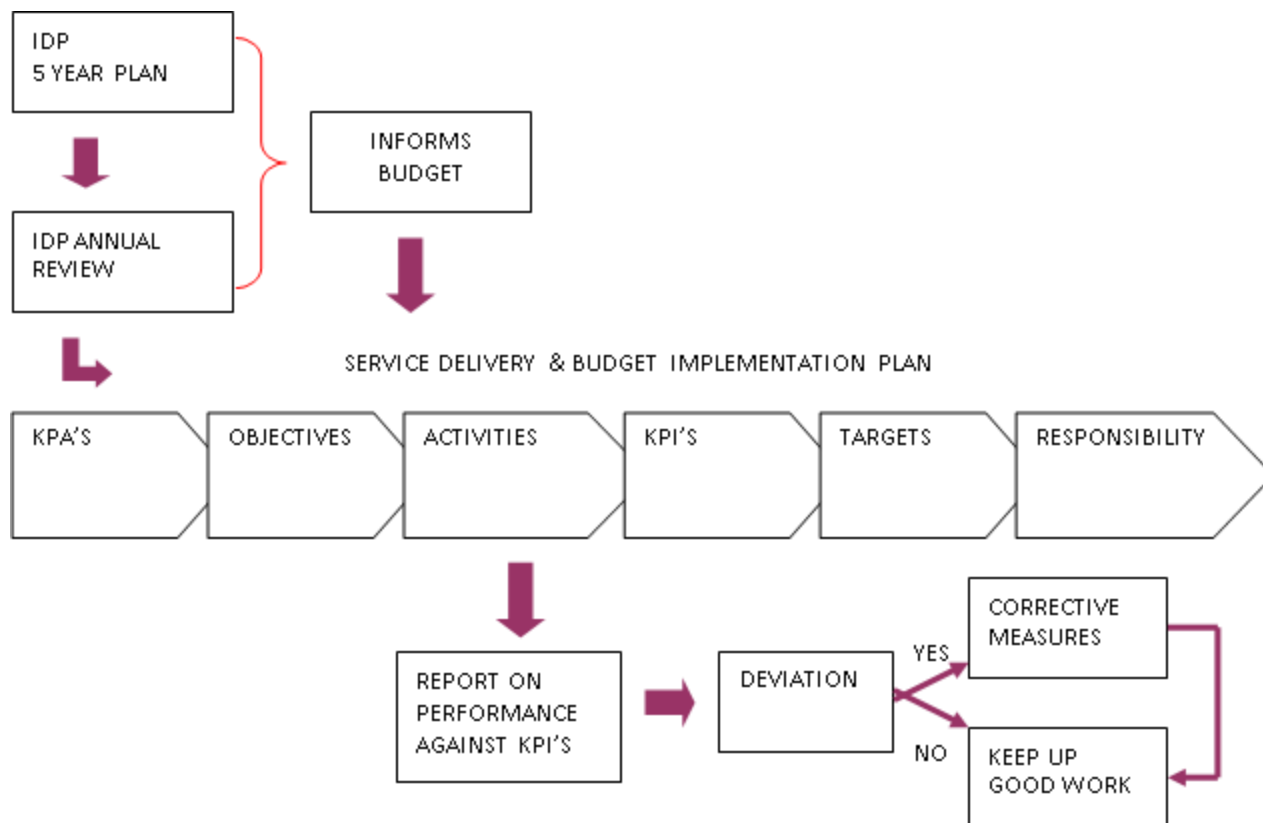 IDP
5 YEAR PLAN
INFORMS
BUDGET
IDP ANNUAL
REVIEW
SERVICE DELIVERY & BUDGET IMPLEMENTATION PLAN
KPA'S
OBJECTIVES
ACTIVITIES
KPI'S
TARGETS
RESPONSIBILITY
REPORT ON
PERFORMANCE
AGAINST KPI'S
DEVIATION
YES
CORRECTIVE
MEASURES
NO
KEEP UP
GOOD WORK